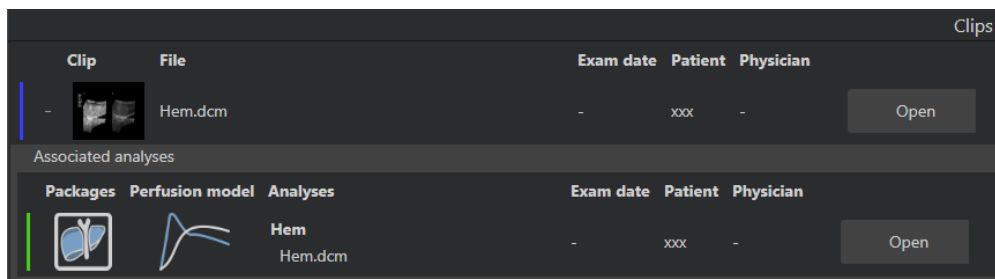 Clips
Clip File Exam date Patient Physician
- Hem.dcm - xxx - Open
Associated analyses
Packages Perfusion model Analyses Exam date Patient Physician
Hem
Hem.dcm - xxx - Open